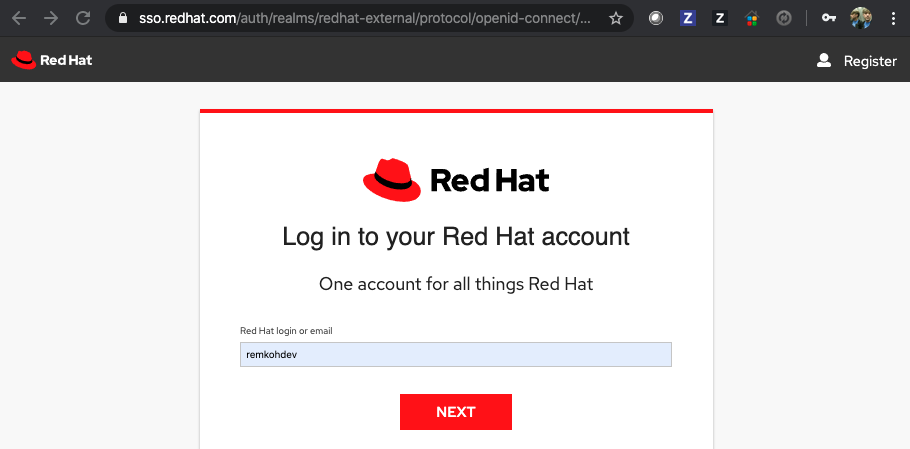 sso.redhat.com/auth/realms/redhat-external/protocol/openid-connect/...
Z
Z
Red Hat
Register
Red Hat
Log in to your Red Hat account
One account for all things Red Hat
Red Hat login or email
remkohdev
NEXT